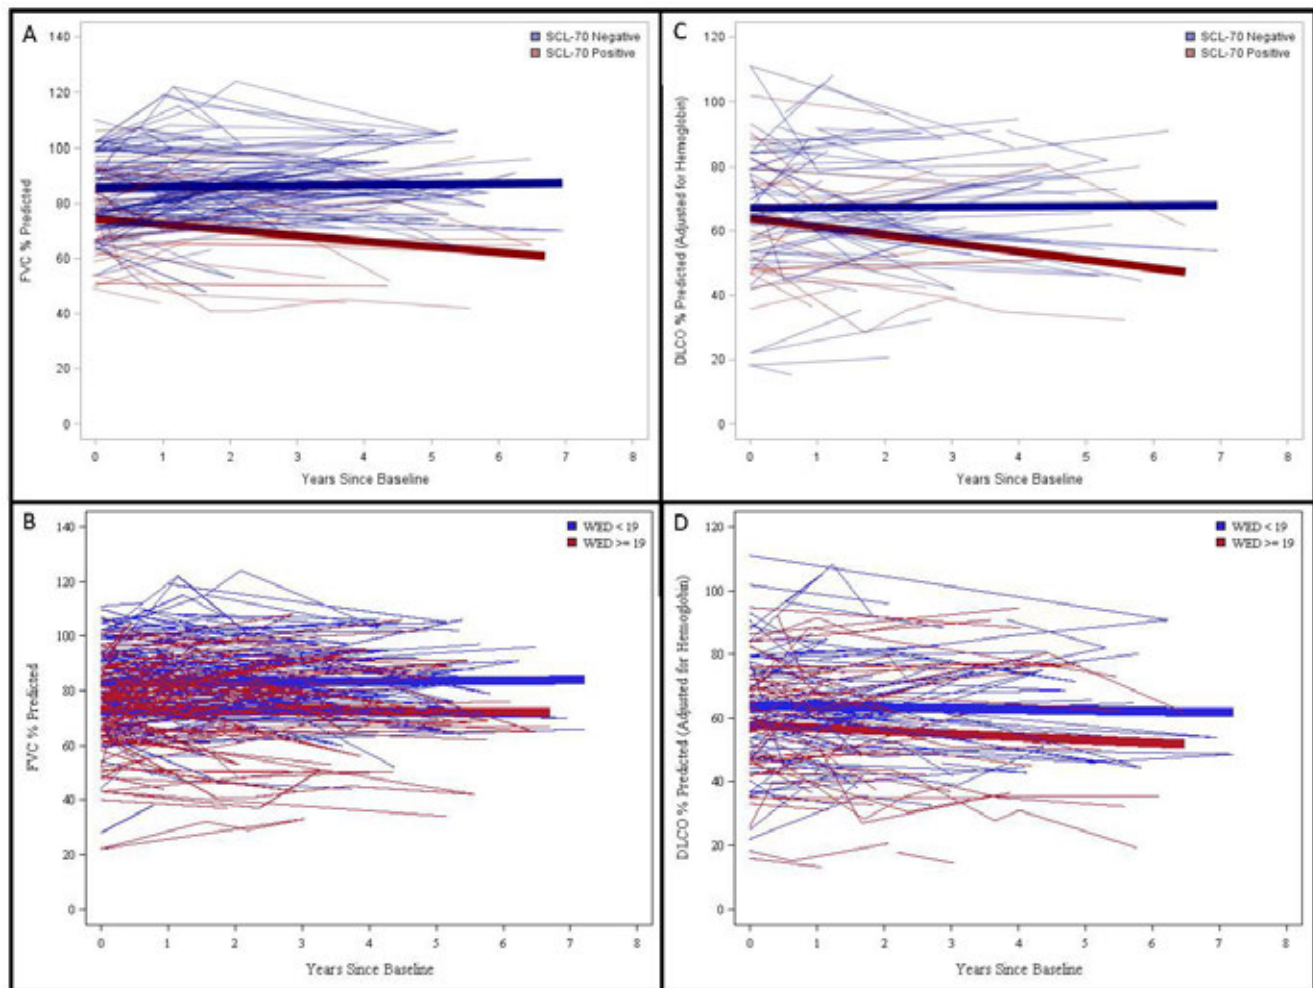 A
SCL-70 Negative
SCL-70 Positive
140
120
100
80
60
40
20
0
FVC % Predicted
0 1 2 3 4 5 6 7 8
Years Since Baseline
C
SCL-70 Negative
SCL-70 Positive
120
100
80
60
40
20
0
DLCO % Predicted (Adjusted for Hemoglobin)
0 1 2 3 4 5 6 7 8
Years Since Baseline
B
WED < 19
WED >= 19
140
120
100
80
60
40
20
0
FVC % Predicted
0 1 2 3 4 5 6 7 8
Years Since Baseline
D
WED < 19
WED >= 19
120
100
80
60
40
20
0
DLCO % Predicted (Adjusted for Hemoglobin)
0 1 2 3 4 5 6 7 8
Years Since Baseline